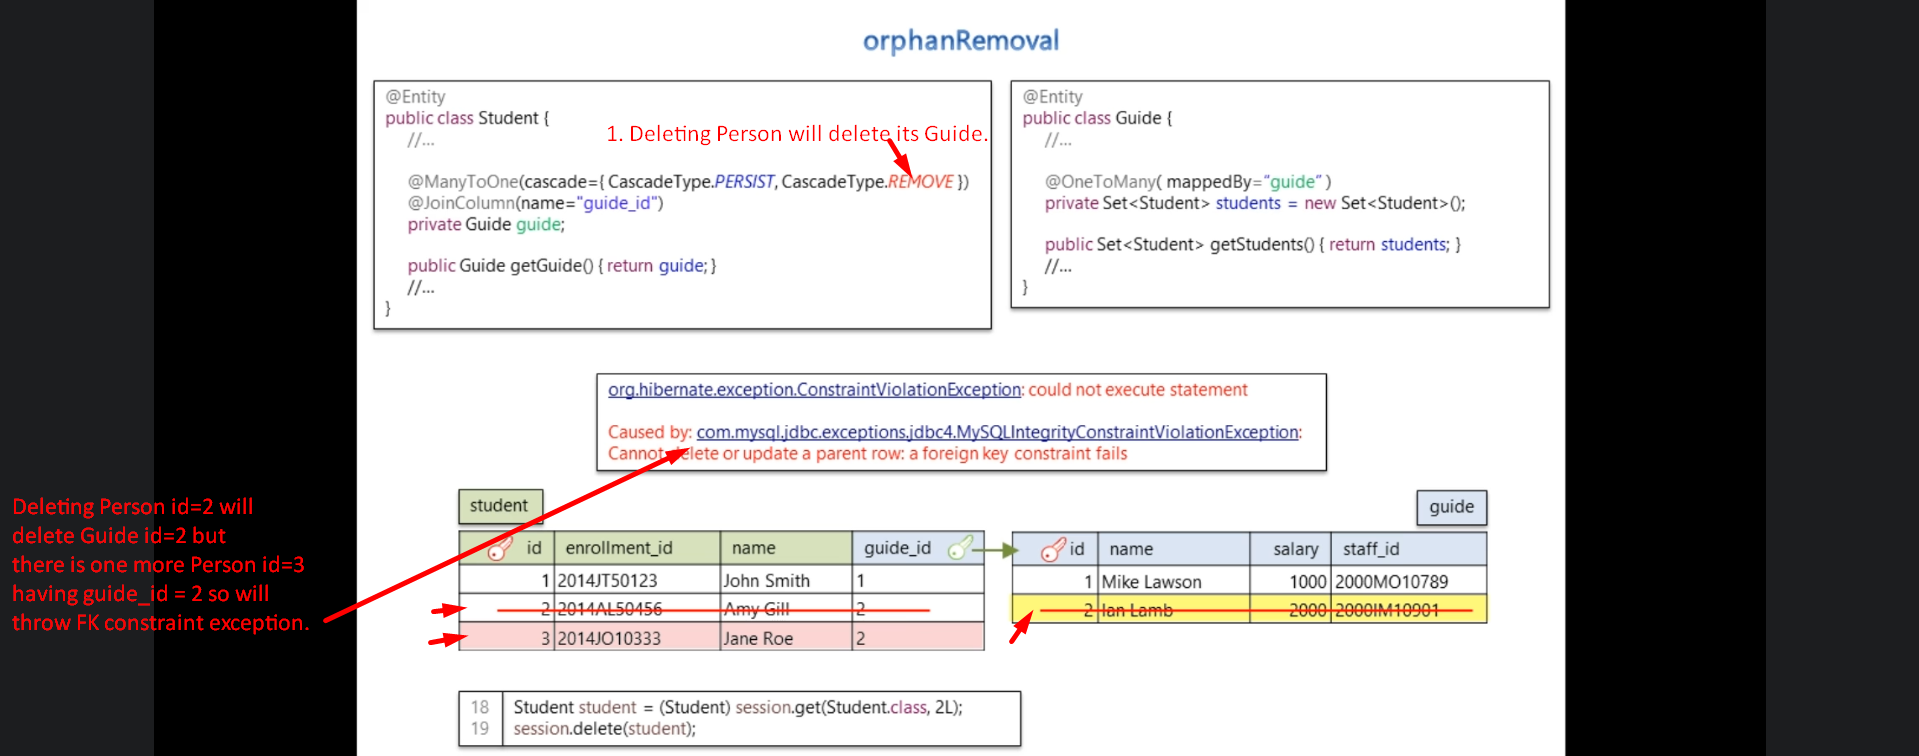 orphanRemoval
@Entity
public class Student {
//...
1. Deleting Person will delete its Guide.
@ManyToOne(cascade={ CascadeType.PERSIST, CascadeType.REMOVE })
@JoinColumn(name="guide_id")
private Guide guide;
public Guide getGuide() { return guide; }
//...
}
@Entity
public class Guide {
//...
@OneToMany( mappedBy="guide" )
private Set<Student> students = new Set<Student>();
public Set<Student> getStudents() { return students; }
//...
}
org.hibernate.exception.ConstraintViolationException: could not execute statement
Caused by: com.mysql.jdbc.exceptions.jdbc4.MySQLIntegrityConstraintViolationException:
Cannot delete or update a parent row: a foreign key constraint fails
Deleting Person id=2 will
delete Guide id=2 but
there is one more Person id=3
having guide_id = 2 so will
throw FK constraint exception.
student
id enrollment_id name guide_id
1 2014JT50123 John Smith 1
2 2014AL50456 Amy Gill 2
3 2014JO10333 Jane Roe 2
guide
id name salary staff_id
1 Mike Lawson 1000 2000MO10789
2 Ian Lamb 2000 2000IM10901
18 Student student = (Student) session.get(Student.class, 2L);
19 session.delete(student);